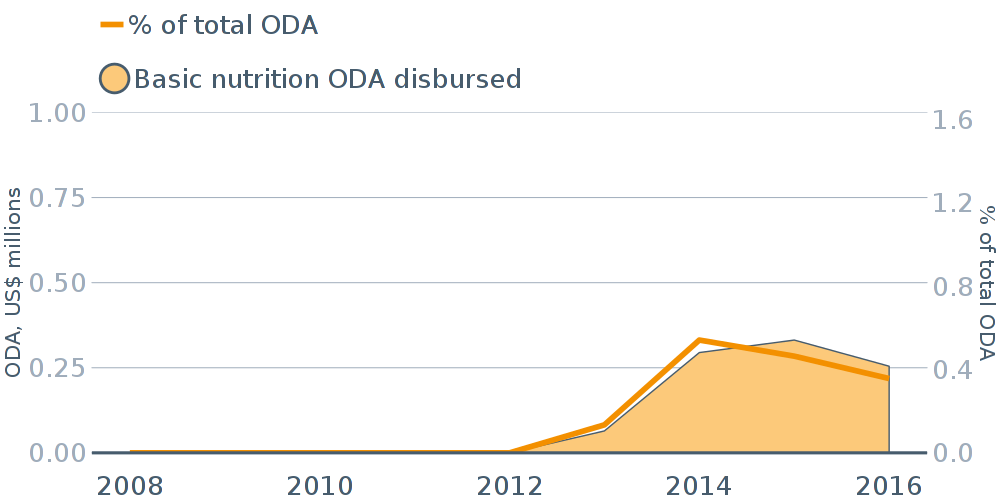 % of total ODA
Basic nutrition ODA disbursed
1.00
0.75
0.50
0.25
0.00
ODA, US$ millions
1.6
1.2
0.8
0.4
0.0
% of total ODA
2008 2010 2012 2014 2016